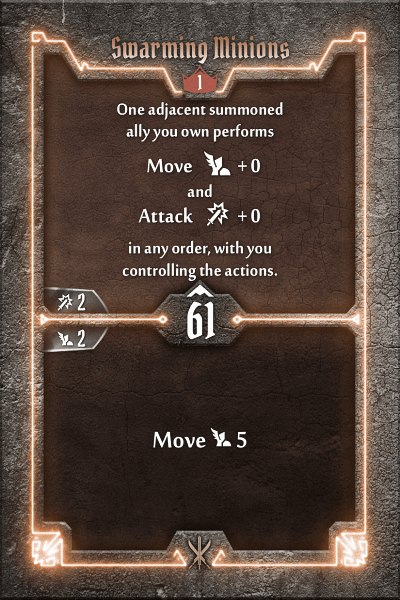 Swarming Minions
1
One adjacent summoned
ally you own performs
Move +0
and
Attack +0
in any order, with you
controlling the actions.
2
61
2
Move 5